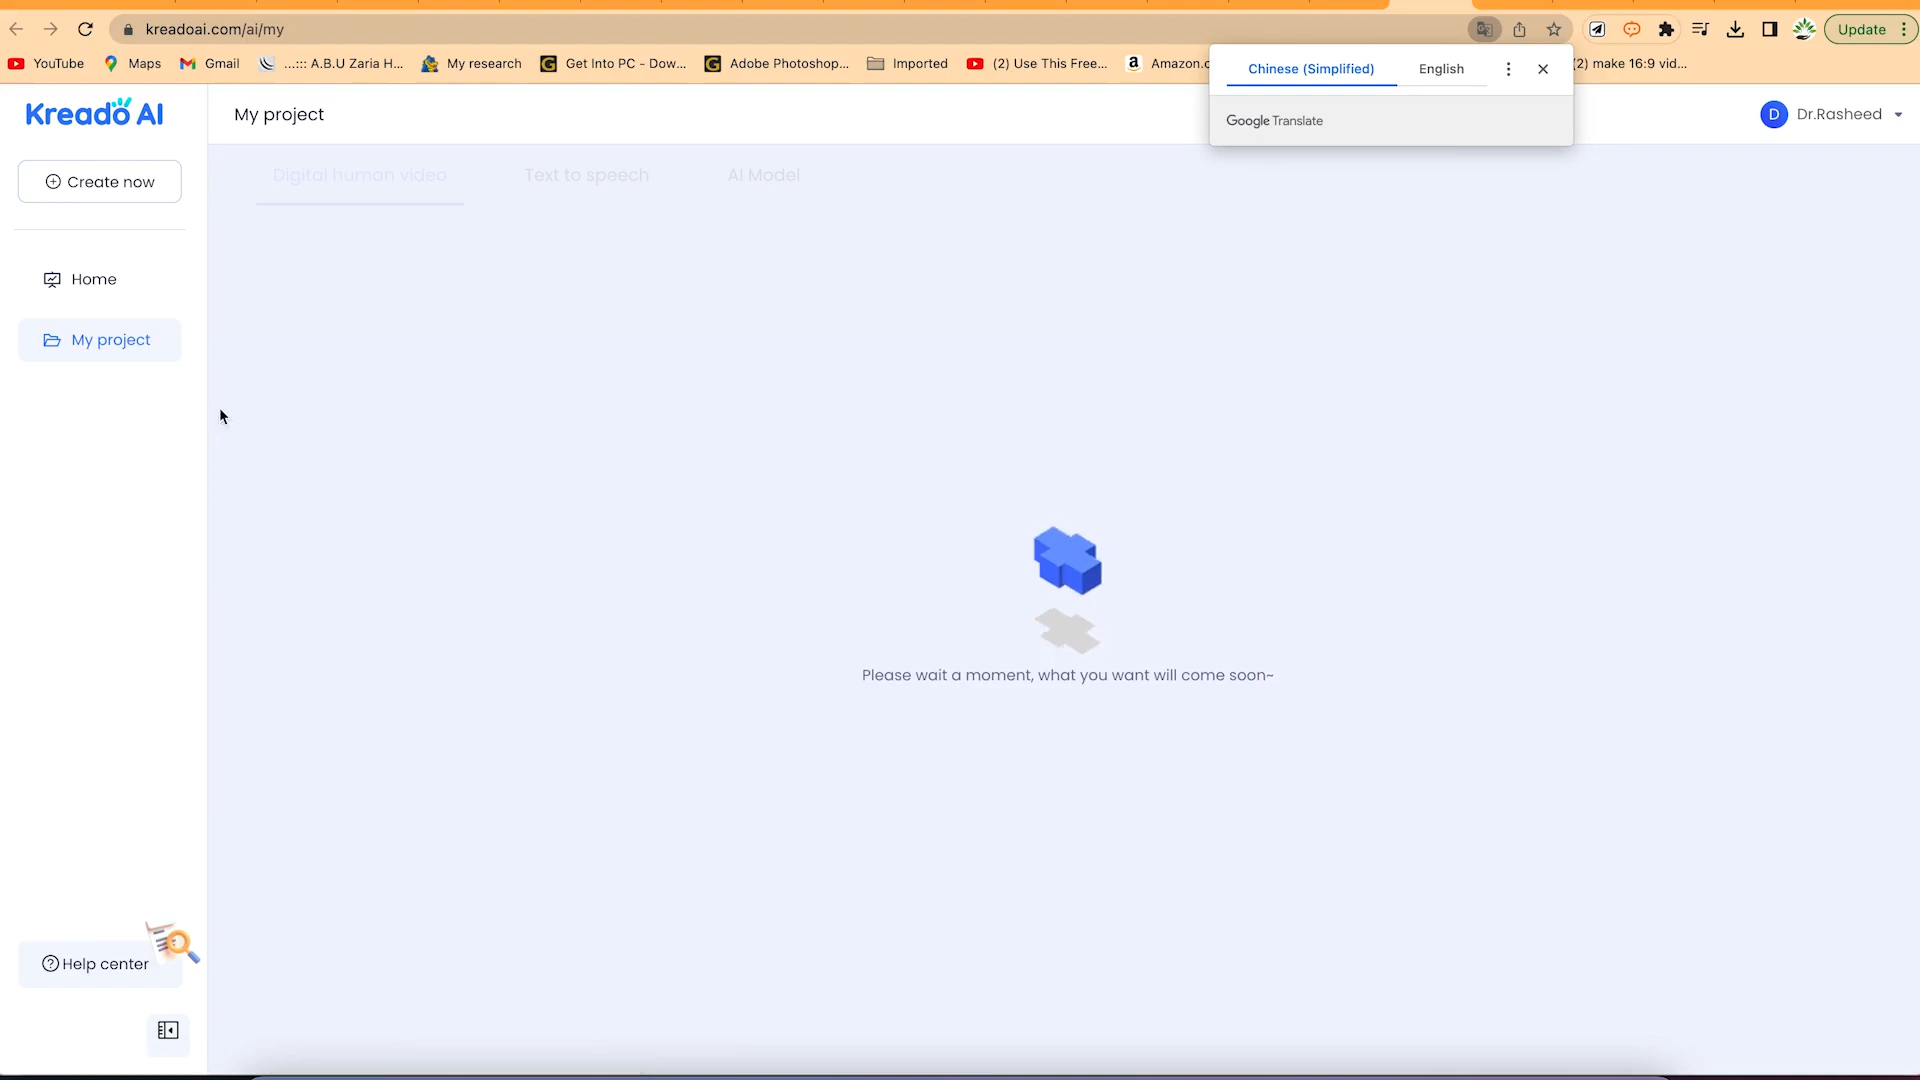 kreadoai.com/ai/my
Update
YouTube
Maps
Gmail
...::: A.B.U Zaria H...
My research
Get Into PC - Dow...
Adobe Photoshop...
Imported
(2) Use This Free...
Amazon.c
(2) make 16:9 vid...
Chinese (Simplified)
English
Google Translate
Kreado AI
My project
D
Dr.Rasheed
Create now
Digital human video
Text to speech
AI Model
Home
My project
Please wait a moment, what you want will come soon~
Help center